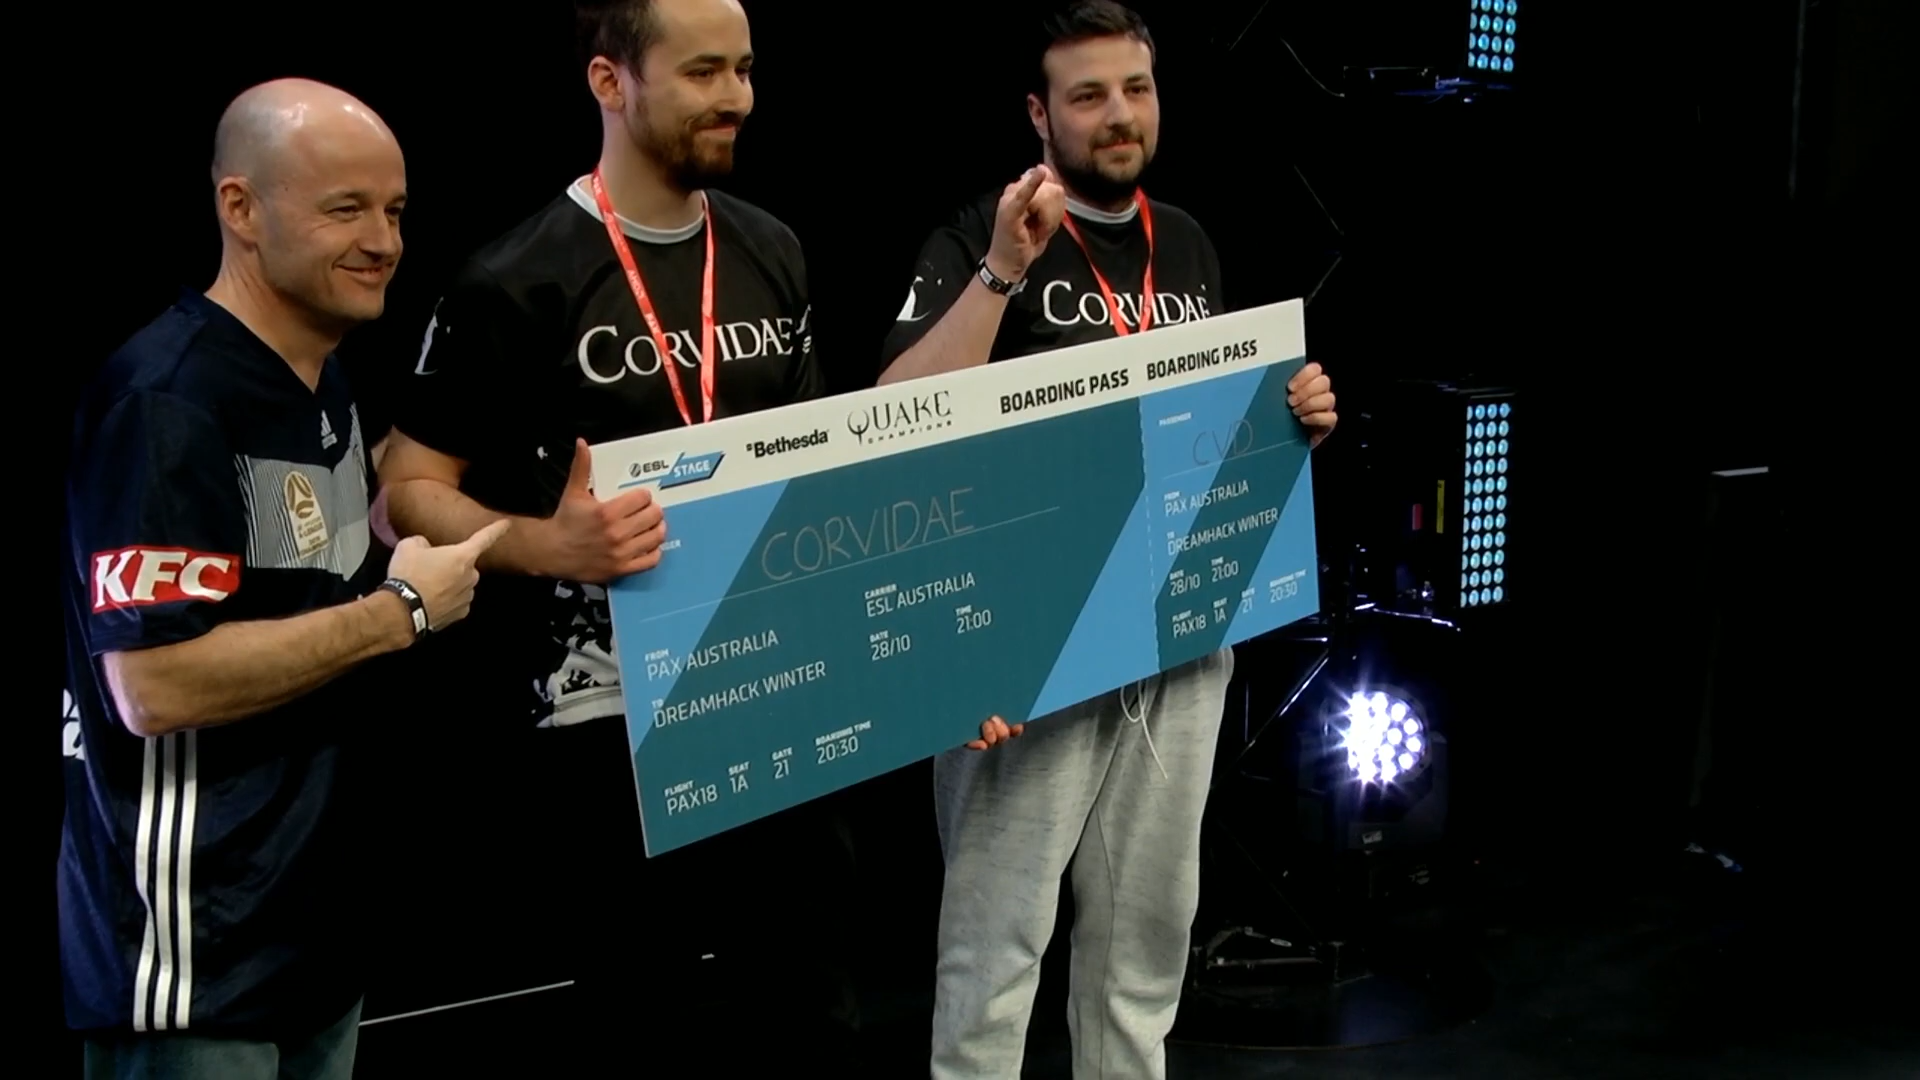 CORVIDAE
CORVIDAE
KFC
ESL STAGE
Bethesda
QUAKE
CHAMPIONS
BOARDING PASS
BOARDING PASS
CORVIDAE
CARRIER
ESL AUSTRALIA
FROM
PAX AUSTRALIA
DATE
28/10
TIME
21:00
TO
DREAMHACK WINTER
FLIGHT
PAX18
SEAT
1A
GATE
21
BOARDING TIME
20:30
PASSENGER
CVD
FROM
PAX AUSTRALIA
TO
DREAMHACK WINTER
DATE
28/10
TIME
21:00
FLIGHT
PAX18
SEAT
1A
GATE
21
BOARDING TIME
20:30